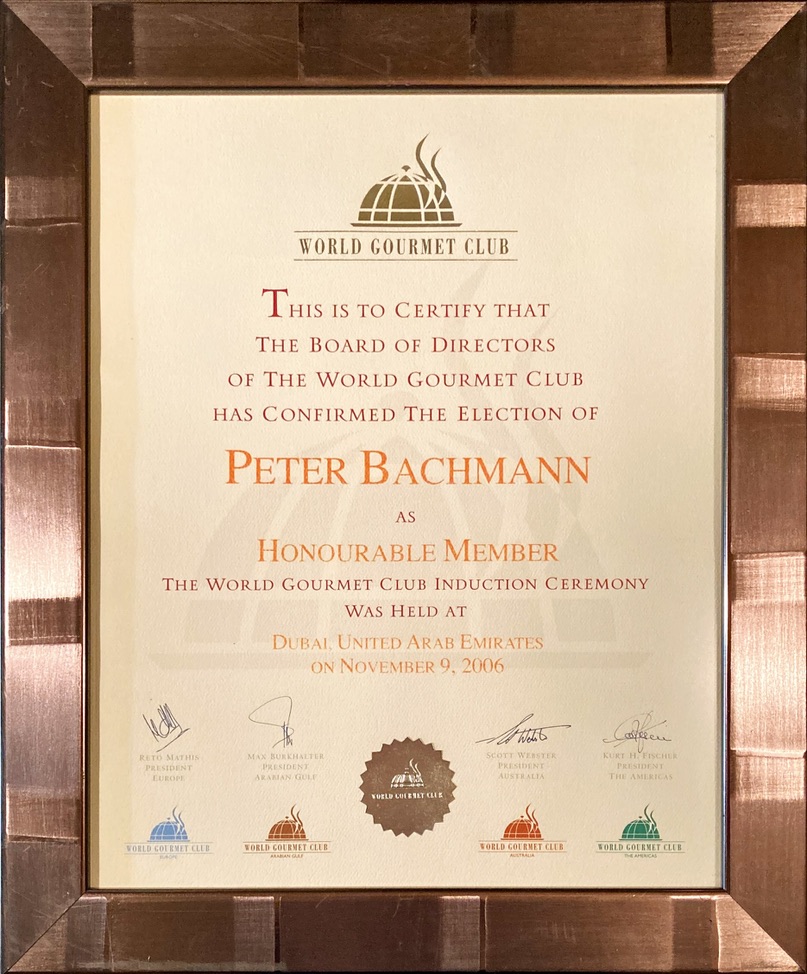 WORLD GOURMET CLUB
THIS IS TO CERTIFY THAT
THE BOARD OF DIRECTORS
OF THE WORLD GOURMET CLUB
HAS CONFIRMED THE ELECTION OF
PETER BACHMANN
AS
HONOURABLE MEMBER
THE WORLD GOURMET CLUB INDUCTION CEREMONY
WAS HELD AT
DUBAI, UNITED ARAB EMIRATES
ON NOVEMBER 9, 2006
RETO MATHIS
PRESIDENT
EUROPE
MAX BURKHALTER
PRESIDENT
ARABIAN GULF
WORLD GOURMET CLUB
SCOTT WEBSTER
PRESIDENT
AUSTRALIA
KURT H. FISCHER
PRESIDENT
THE AMERICAS
WORLD GOURMET CLUB
EUROPE
WORLD GOURMET CLUB
ARABIAN GULF
WORLD GOURMET CLUB
AUSTRALIA
WORLD GOURMET CLUB
THE AMERICAS